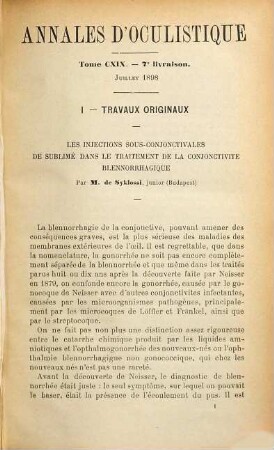 ANNALES D'OCULISTIQUE
Tome CXIX. — 7e livraison.
JUILLET 1898
I — TRAVAUX ORIGINAUX
LES INJECTIONS SOUS-CONJONCTIVALES
DE SUBLIMÉ DANS LE TRAITEMENT DE LA CONJONCTIVITE
BLENNORRHAGIQUE
Par M. de Syklossi, junior (Budapest)
La blennorrhagie de la conjonctive, pouvant amener des
conséquences graves, est la plus sérieuse des maladies des
membranes extérieures de l'œil. il est regrettable, que dans
la nomenclature, la gonorrhée ne soit pas encore complète-
ment séparée de la blennorrhée et que même dans les traités
parus huit ou dix ans après la découverte faite par Neisser
en 1879, on confonde encore la gonorrhée, causée par le go-
nocoque de Neisser avec d'autres conjonctivites infectantes,
causées par les microorganismes pathogènes, principale-
ment par les microcoques de Löffler et Frankel, ainsi que
par le streptocoque.
On ne fait pas non plus une distinction assez rigoureuse
entre le catarrhe chimique produit par les liquides am-
niotiques et l'opthalmogonorrhée des nouveaux-nés ou l'oph-
thalmie blennorrhagique non gonococcique, qui chez les
nouveaux nés n'est pas une rareté.
Avant la découverte de Neisser, le diagnostic de blen-
norrhée était juste : le seul symptôme, sur lequel on pouvait
le baser, était la présence de l'écoulement du pus. il est
1